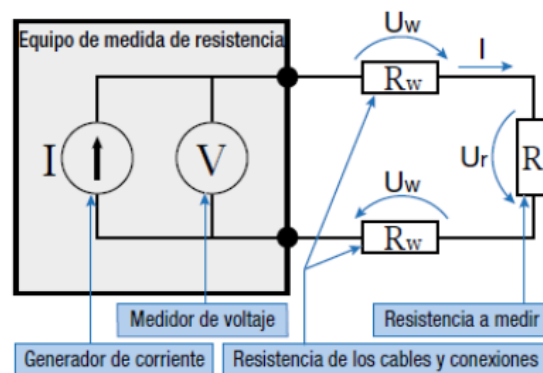 Equipo de medida de resistencia
Uw
I
Rw
I
V
Ur
R
Uw
Rw
Medidor de voltaje
Resistencia a medir
Generador de corriente
Resistencia de los cables y conexiones